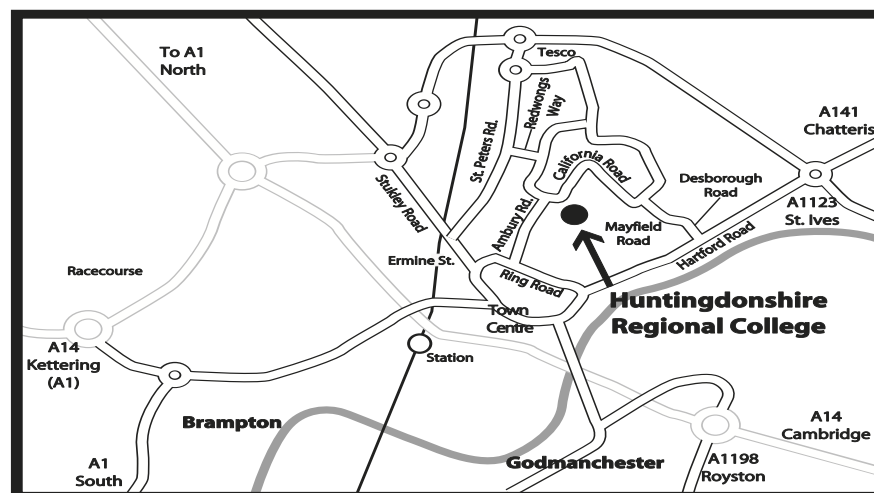 To A1
North
Tesco
Redwongs
Way
St. Peters Rd.
A141
Chatteris
California Road
Desborough
Road
Stukley Road
A1123
St. Ives
Ambury Rd.
Mayfield
Road
Hartford Road
Ermine St.
Racecourse
Ring Road
Huntingdonshire
Regional College
Town
Centre
A14
Kettering
(A1)
Station
Brampton
A14
Cambridge
A1
South
Godmanchester
A1198
Royston